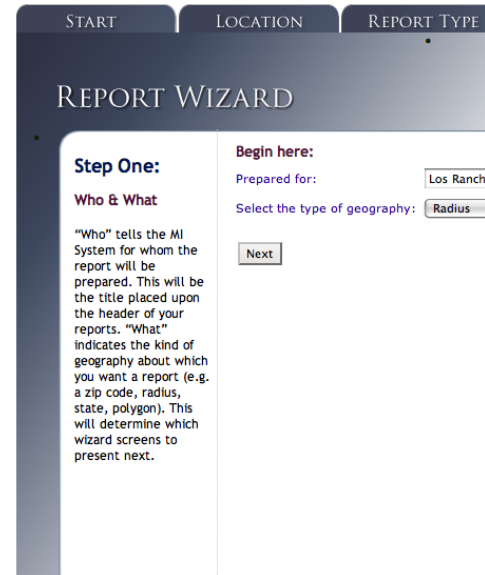 START LOCATION REPORT TYPE
REPORT WIZARD
Step One:
Who & What
“Who” tells the MI
System for whom the
report will be
prepared. This will be
the title placed upon
the header of your
reports. “What”
indicates the kind of
geography about which
you want a report (e.g.
a zip code, radius,
state, polygon). This
will determine which
wizard screens to
present next.
Begin here:
Prepared for: Los Ranch
Select the type of geography: Radius
Next